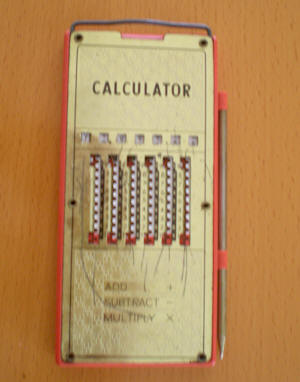 CALCULATOR
ADD +
SUBTRACT −
MULTIPLY ×